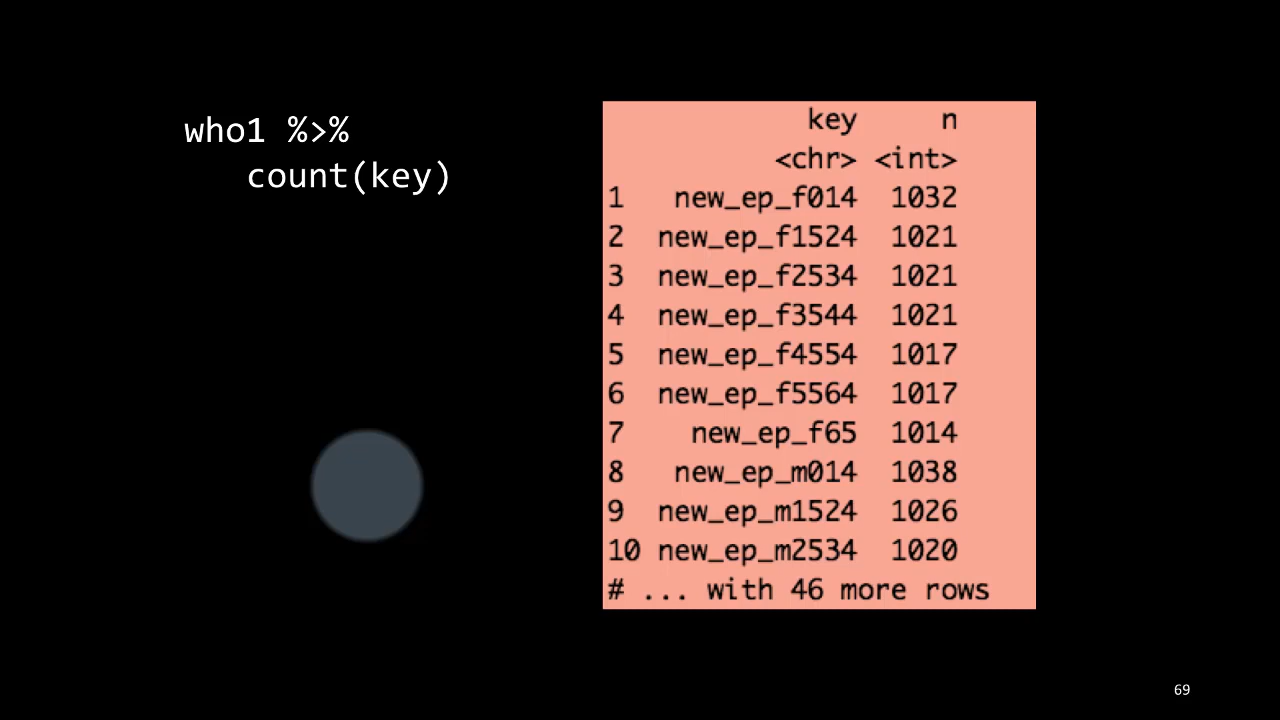 who1 %>%
count(key)
key n
<chr> <int>
1 new_ep_f014 1032
2 new_ep_f1524 1021
3 new_ep_f2534 1021
4 new_ep_f3544 1021
5 new_ep_f4554 1017
6 new_ep_f5564 1017
7 new_ep_f65 1014
8 new_ep_m014 1038
9 new_ep_m1524 1026
10 new_ep_m2534 1020
# ... with 46 more rows
69